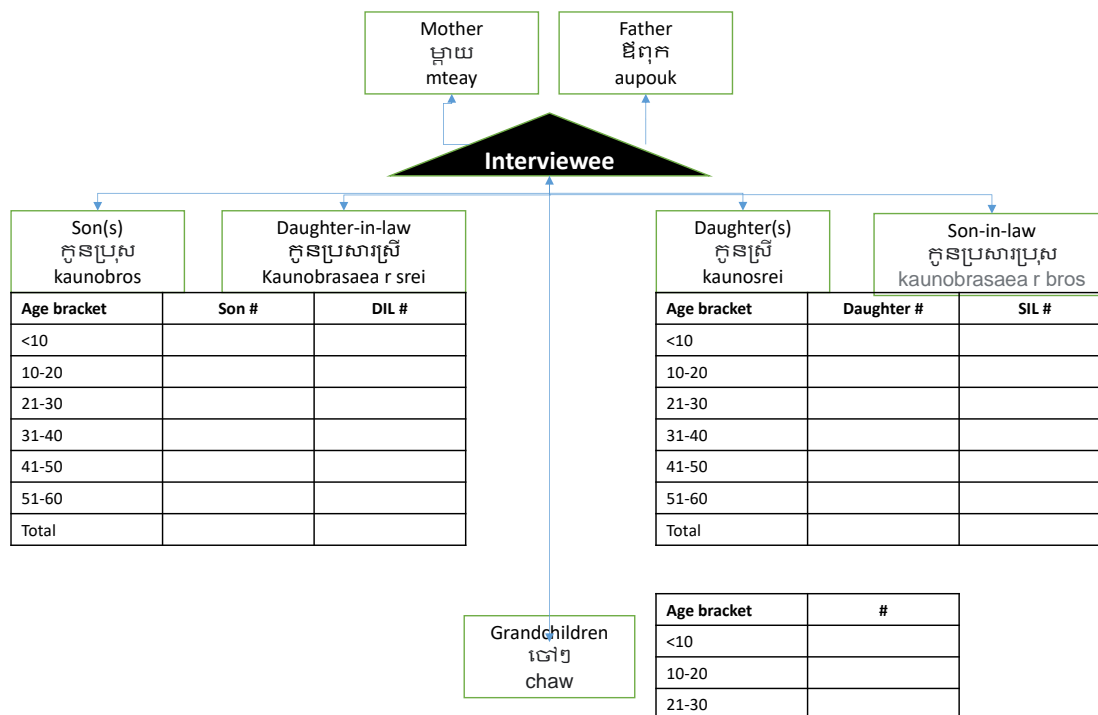 Mother
ម្តាយ
mteay
Father
ឪពុក
aupouk
Interviewee
Son(s)
កូនប្រុស
kaunobros
Daughter-in-law
កូនប្រសារស្រី
Kaunobrasaea r srei
Daughter(s)
កូនស្រី
kaunosrei
Son-in-law
កូនប្រសារប្រុស
kaunobrasaea r bros
Age bracket Son # DIL #
<10
10-20
21-30
31-40
41-50
51-60
Total
Age bracket Daughter # SIL #
<10
10-20
21-30
31-40
41-50
51-60
Total
Grandchildren
ចៅៗ
chaw
Age bracket #
<10
10-20
21-30